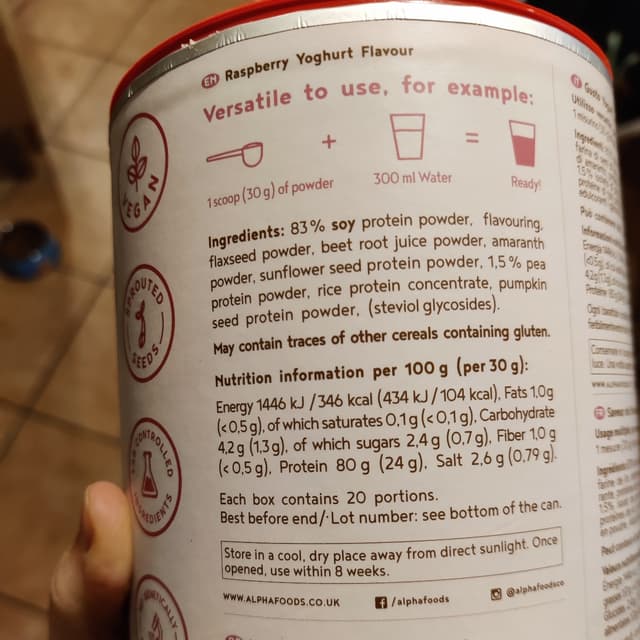 EN Raspberry Yoghurt Flavour
Versatile to use, for example:
+ =
1 scoop (30 g) of powder
300 ml Water
Ready!
Ingredients: 83% soy protein powder, flavouring,
flaxseed powder, beet root juice powder, amaranth
powder, sunflower seed protein powder, 1,5% pea
protein powder, rice protein concentrate, pumpkin
seed protein powder, (steviol glycosides).
May contain traces of other cereals containing gluten.
Nutrition information per 100 g (per 30 g):
Energy 1446 kJ /346 kcal (434 kJ / 104 kcal), Fats 1,0g
(<0,5 g), of which saturates 0,1 g (<0,1 g), Carbohydrate
4,2 g (1,3 g), of which sugars 2,4 g (0,7 g), Fiber 1,0 g
(<0,5 g), Protein 80 g (24 g), Salt 2,6 g (0,79 g).
Each box contains 20 portions.
Best before end/·Lot number: see bottom of the can.
Store in a cool, dry place away from direct sunlight. Once
opened, use within 8 weeks.
WWW.ALPHAFOODS.CO.UK
/alphafoods
@alphafoodsco
VEGAN
SPROUTED
SEEDS
CONTROLLED
INGREDIENTS
IT Gusto